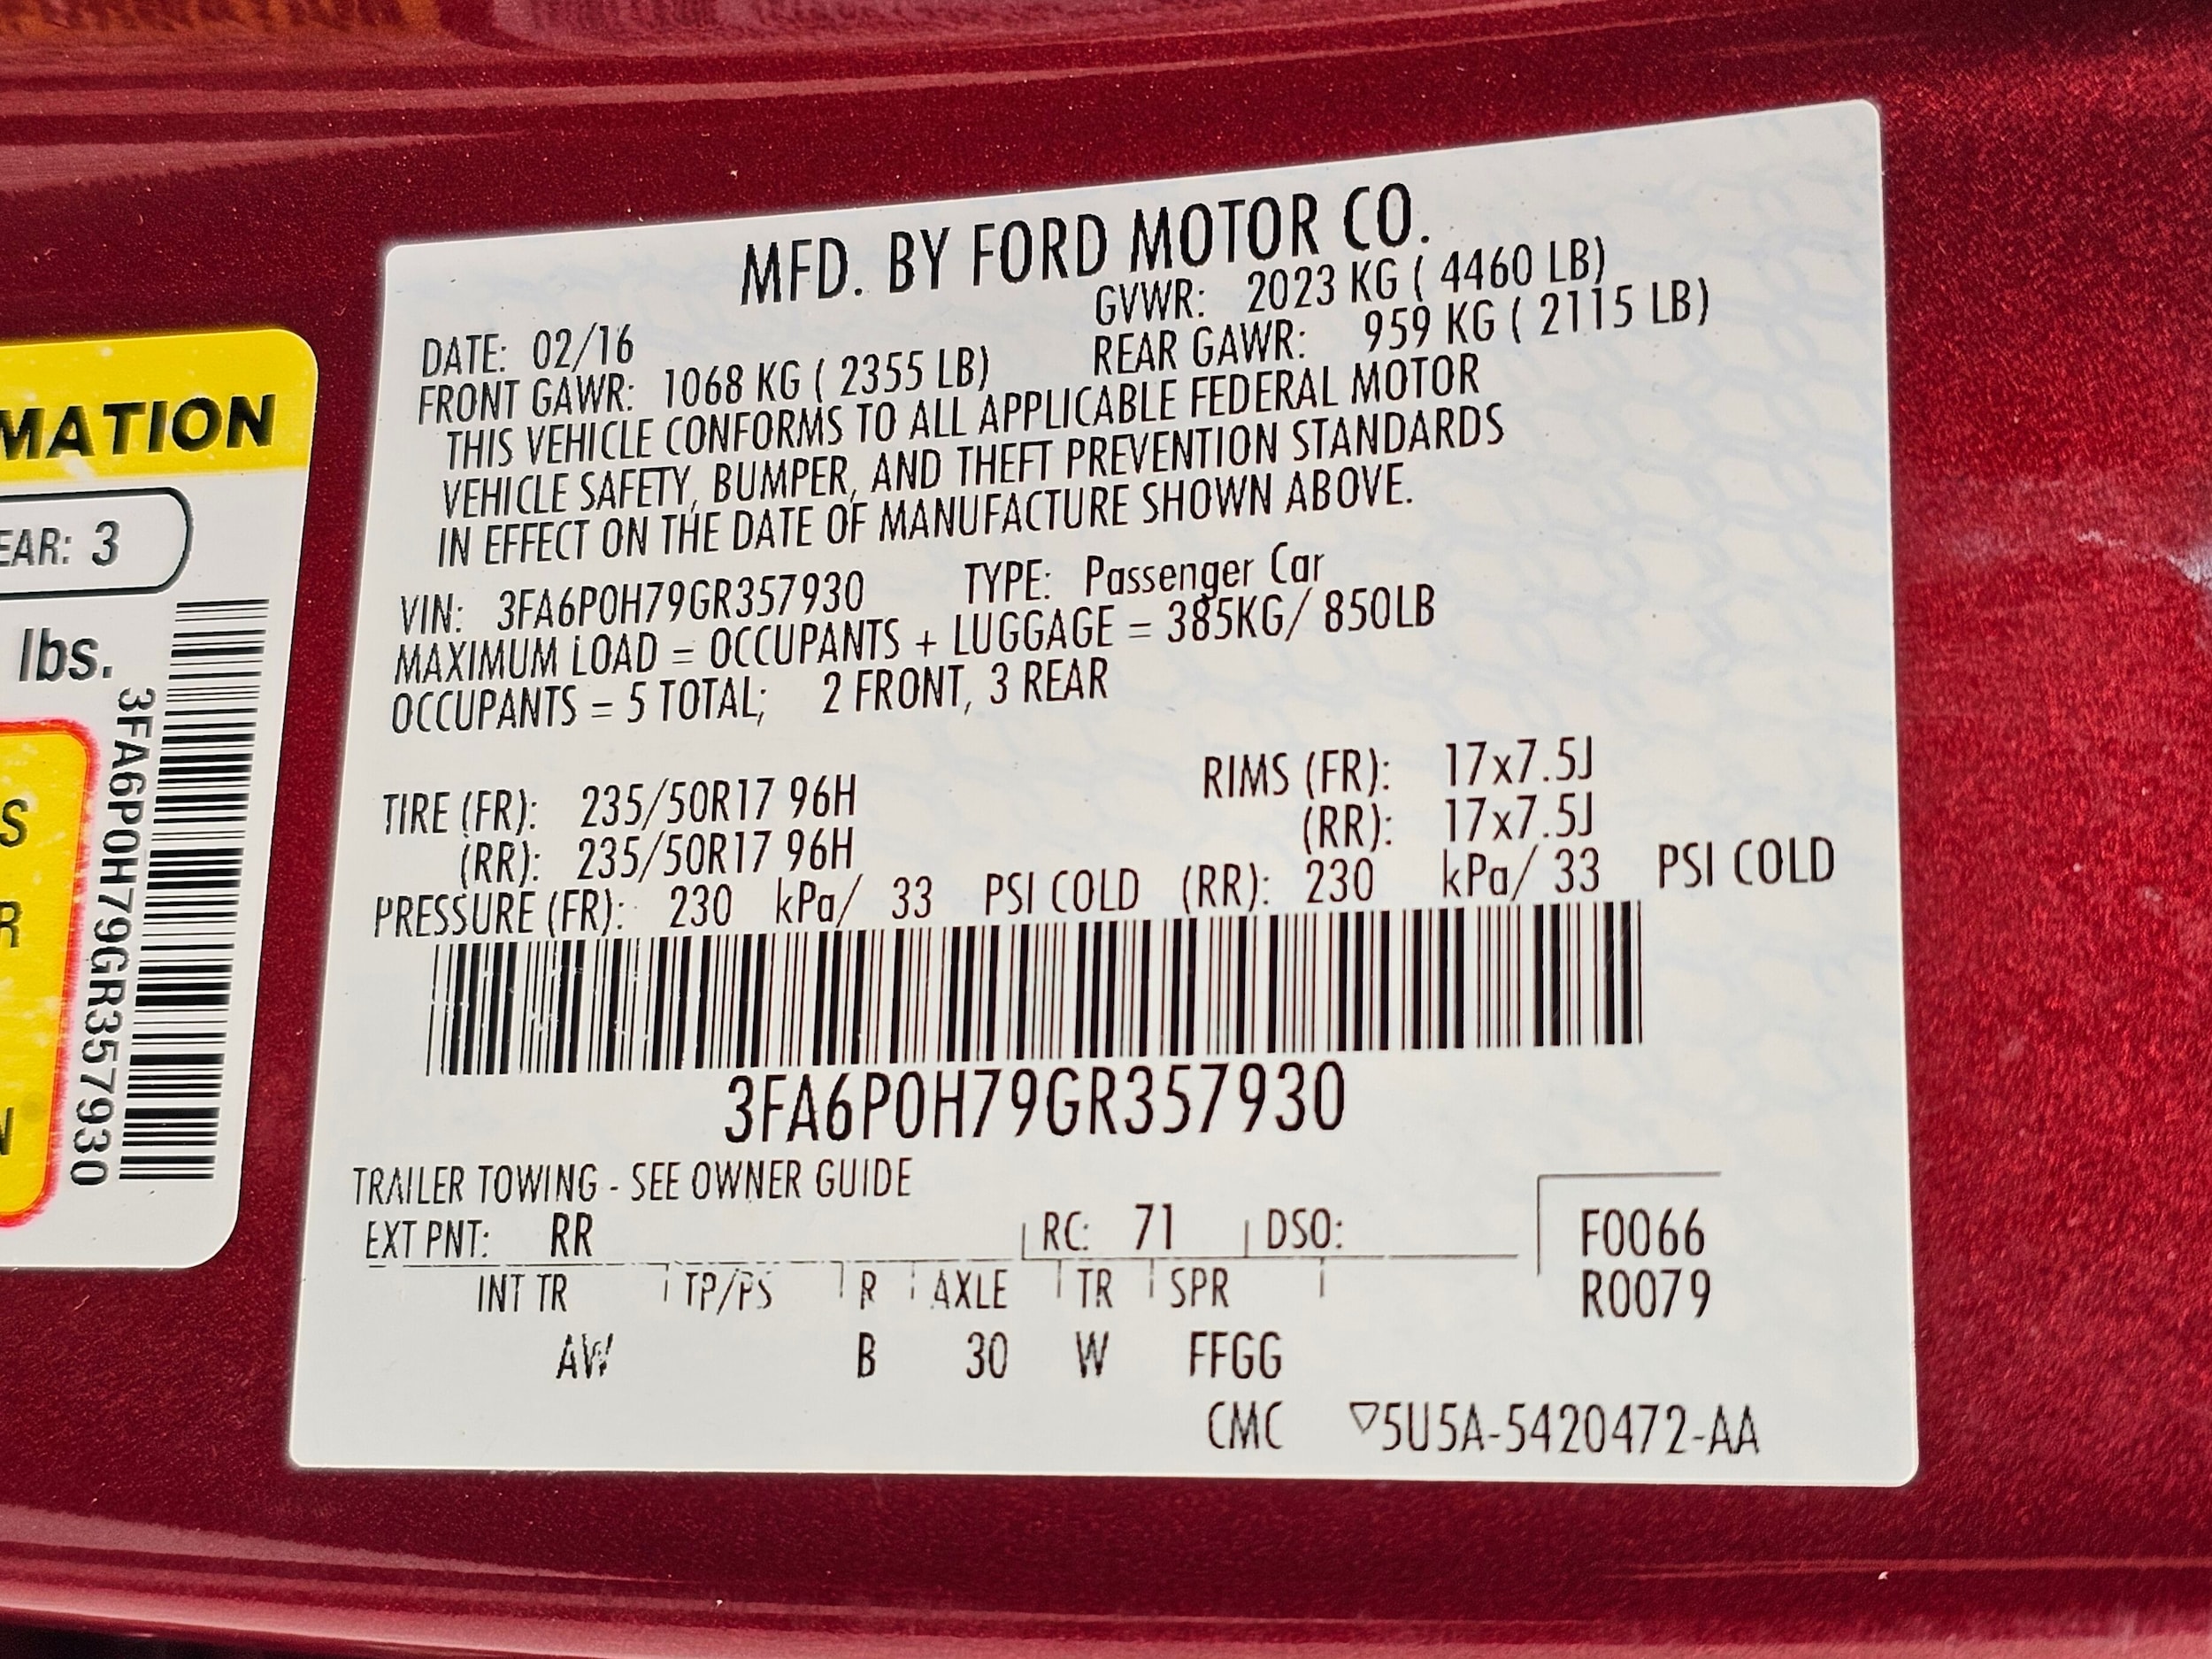 MFD. BY FORD MOTOR CO.
DATE: 02/16 GVWR: 2023 KG ( 4460 LB)
FRONT GAWR: 1068 KG ( 2355 LB) REAR GAWR: 959 KG ( 2115 LB)
THIS VEHICLE CONFORMS TO ALL APPLICABLE FEDERAL MOTOR
VEHICLE SAFETY, BUMPER, AND THEFT PREVENTION STANDARDS
IN EFFECT ON THE DATE OF MANUFACTURE SHOWN ABOVE.
VIN: 3FA6P0H79GR357930 TYPE: Passenger Car
MAXIMUM LOAD = OCCUPANTS + LUGGAGE = 385KG/ 850LB
OCCUPANTS = 5 TOTAL; 2 FRONT, 3 REAR
TIRE (FR): 235/50R17 96H RIMS (FR): 17x7.5J
(RR): 235/50R17 96H (RR): 17x7.5J
PRESSURE (FR): 230 kPa/ 33 PSI COLD (RR): 230 kPa/ 33 PSI COLD
3FA6P0H79GR357930
TRAILER TOWING - SEE OWNER GUIDE
EXT PNT: RR RC: 71 DSO: F0066
INT TR TP/PS R AXLE TR SPR R0079
AW B 30 W FFGG
CMC ▽5U5A-5420472-AA
MATION
EAR: 3
lbs.
3FA6P0H79GR357930
S
R
N